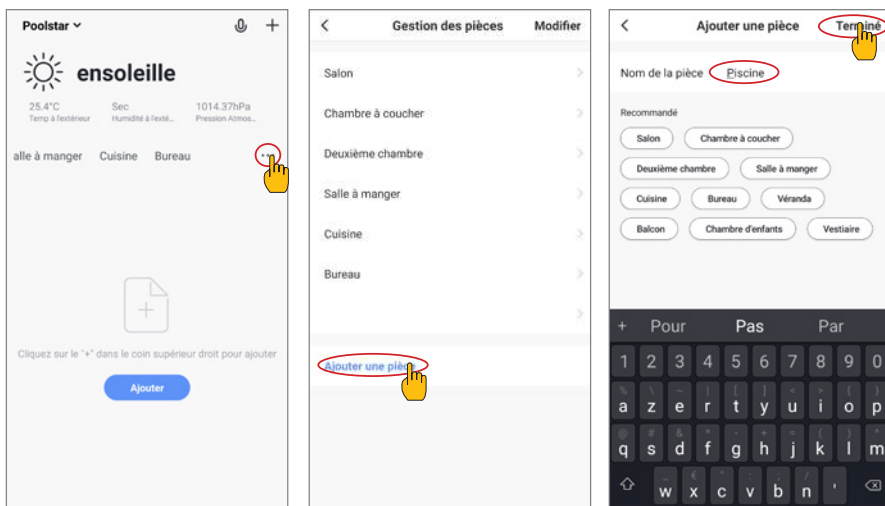 Poolstar
ensoleille
25.4°C Sec 1014.37hPa
Temp à l'extérieur Humidité à l'exté... Pression Atmos...
alle à manger Cuisine Bureau ...
Cliquez sur le "+" dans le coin supérieur droit pour ajouter
Ajouter
Gestion des pièces Modifier
Salon
Chambre à coucher
Deuxième chambre
Salle à manger
Cuisine
Bureau
Ajouter une pièce
Ajouter une pièce Terminé
Nom de la pièce Piscine
Recommandé
Salon Chambre à coucher
Deuxième chambre Salle à manger
Cuisine Bureau Véranda
Balcon Chambre d'enfants Vestiaire
+ Pour Pas Par
1 2 3 4 5 6 7 8 9 0
a z e r t y u i o p
q s d f g h j k l m
w x c v b n '